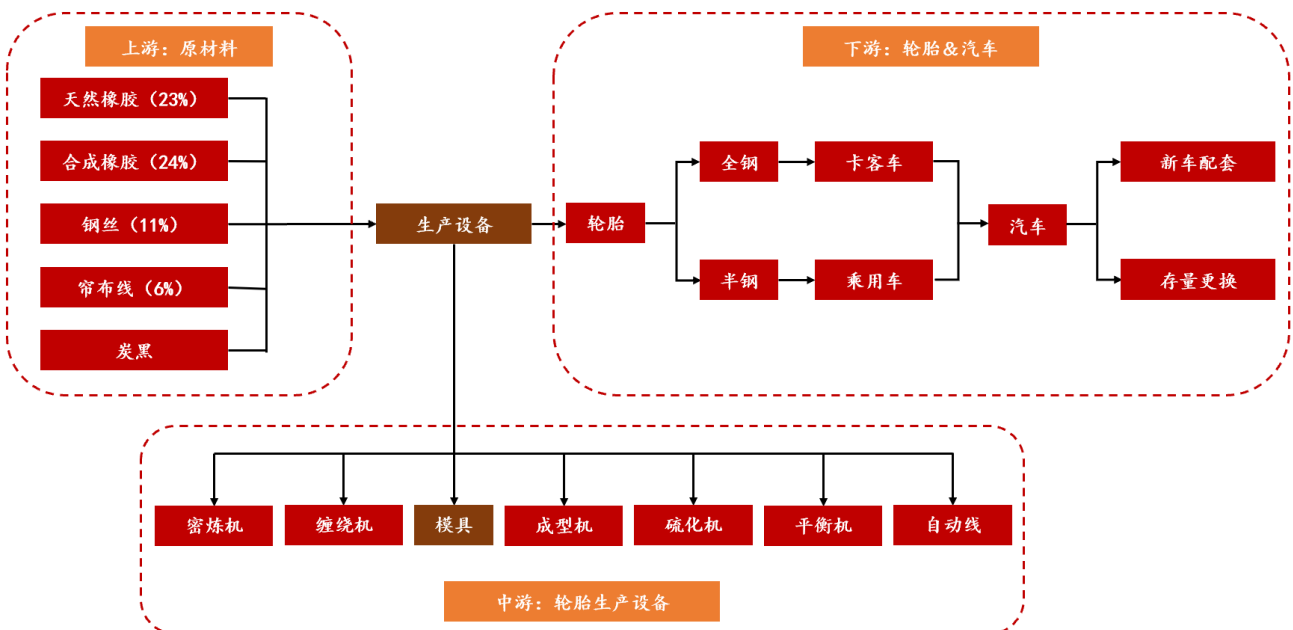 上游：原材料
天然橡胶（23%）
合成橡胶（24%）
钢丝（11%）
帘布线（6%）
炭黑
生产设备
下游：轮胎&汽车
轮胎
全钢
卡客车
半钢
乘用车
汽车
新车配套
存量更换
密炼机
缠绕机
模具
成型机
硫化机
平衡机
自动线
中游：轮胎生产设备